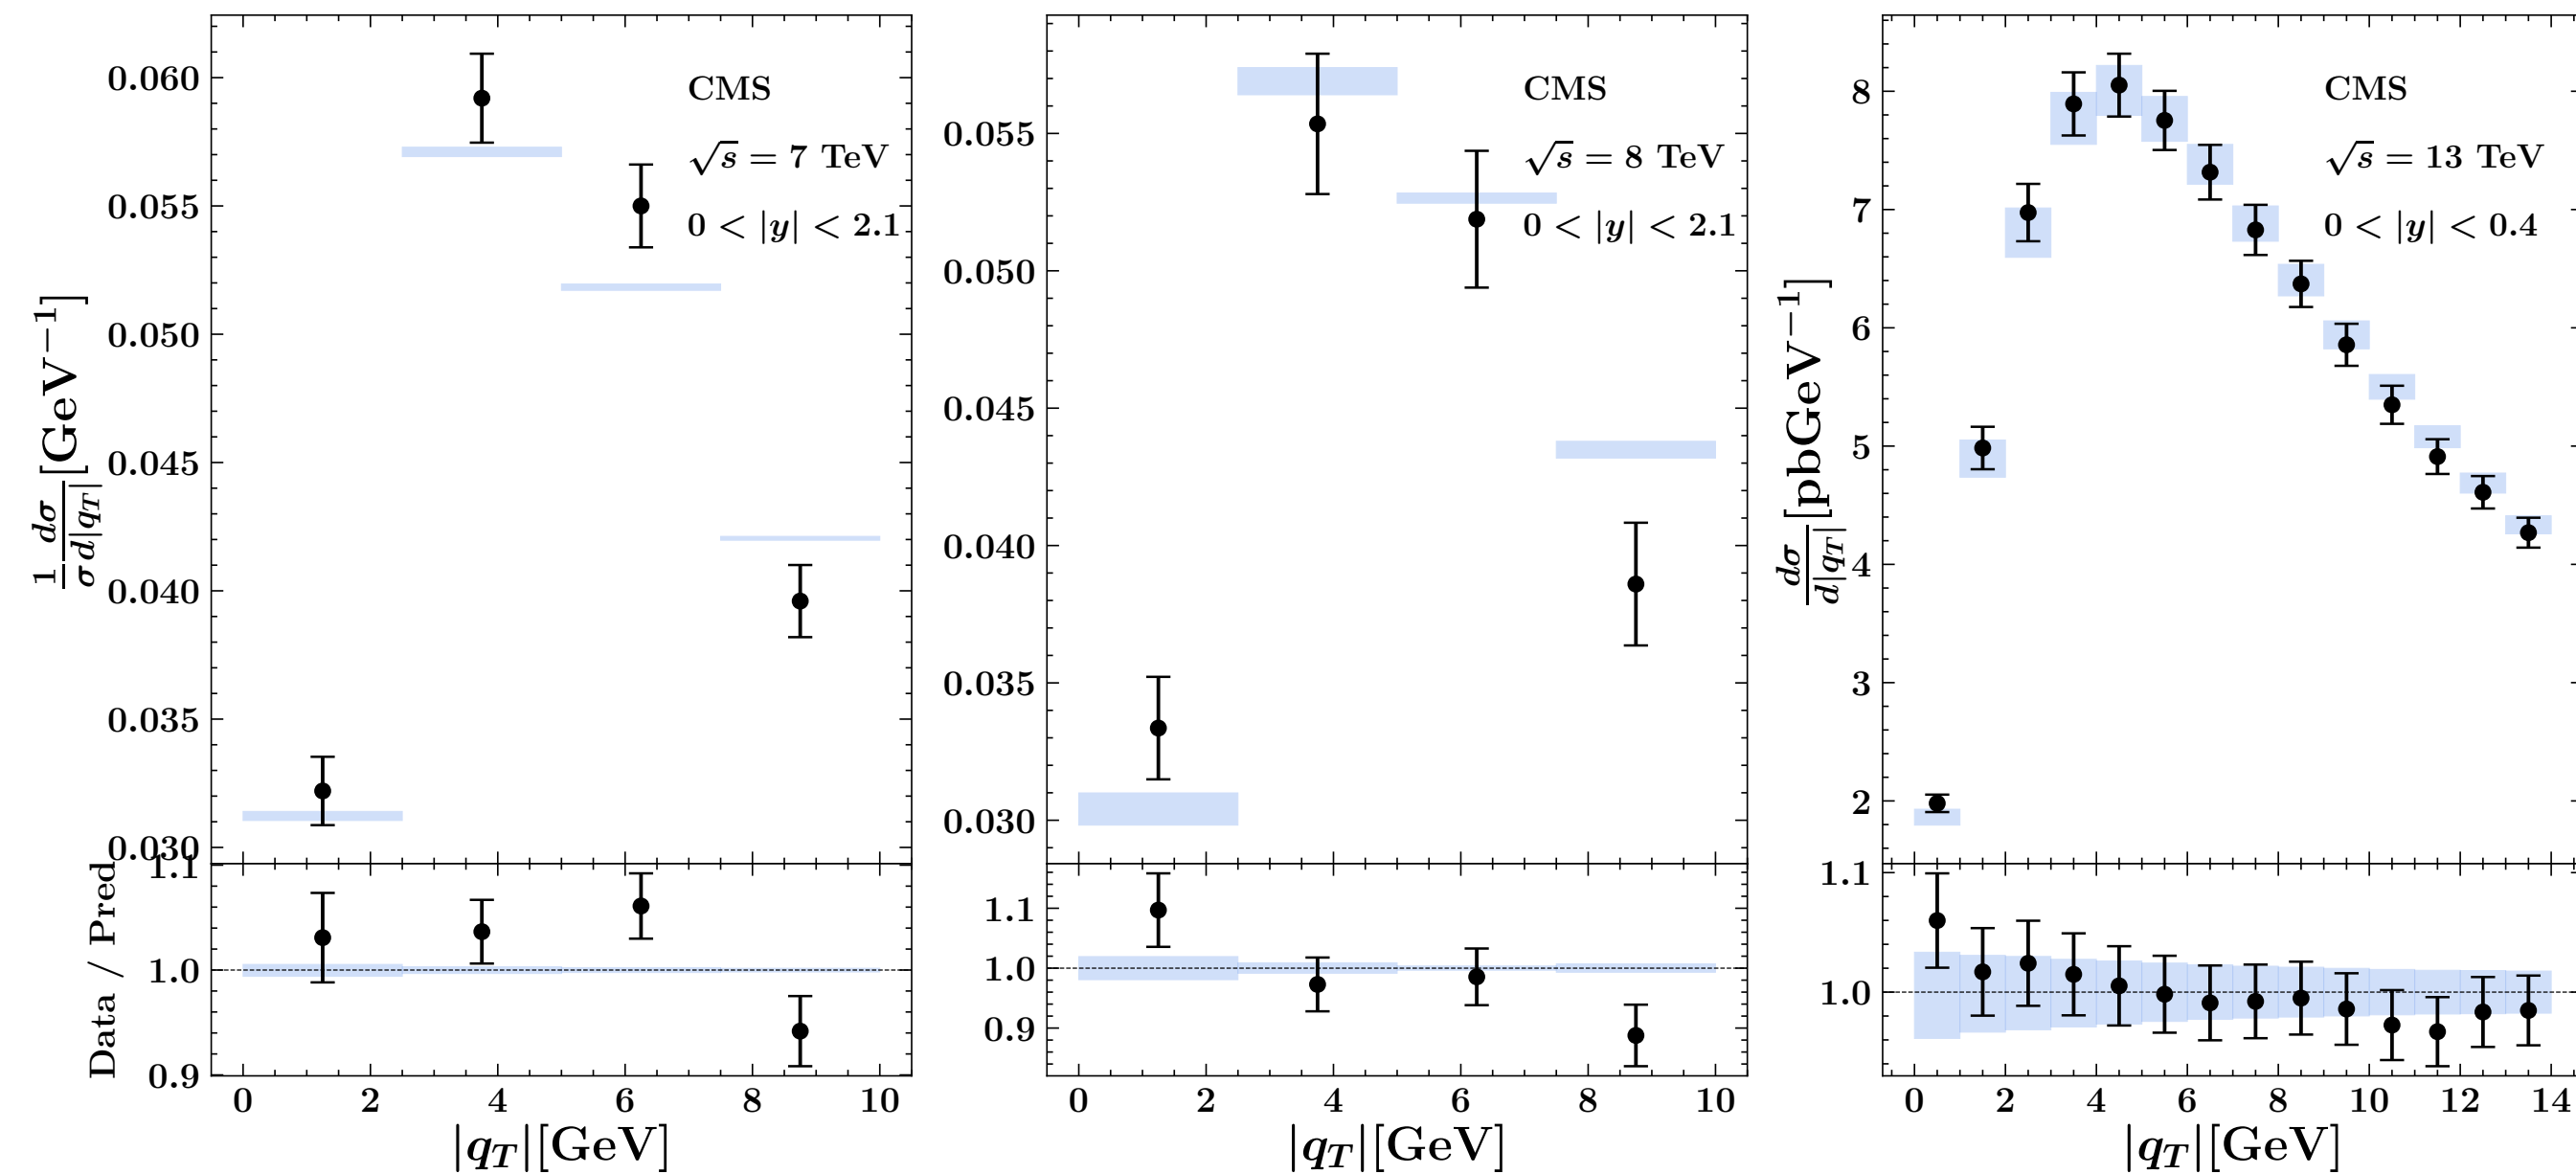 0.060
0.055
0.050
0.045
0.040
0.035
0.030
1/σ dσ/d|q_T| [GeV⁻¹]
CMS
√s = 7 TeV
0 < |y| < 2.1
1.1
1.0
0.9
Data / Pred
0 2 4 6 8 10
|q_T|[GeV]
0.055
0.050
0.045
0.040
0.035
0.030
CMS
√s = 8 TeV
0 < |y| < 2.1
1.1
1.0
0.9
0 2 4 6 8 10
|q_T|[GeV]
8
7
6
5
4
3
2
dσ/d|q_T| [pbGeV⁻¹]
CMS
√s = 13 TeV
0 < |y| < 0.4
1.1
1.0
0 2 4 6 8 10 12 14
|q_T|[GeV]